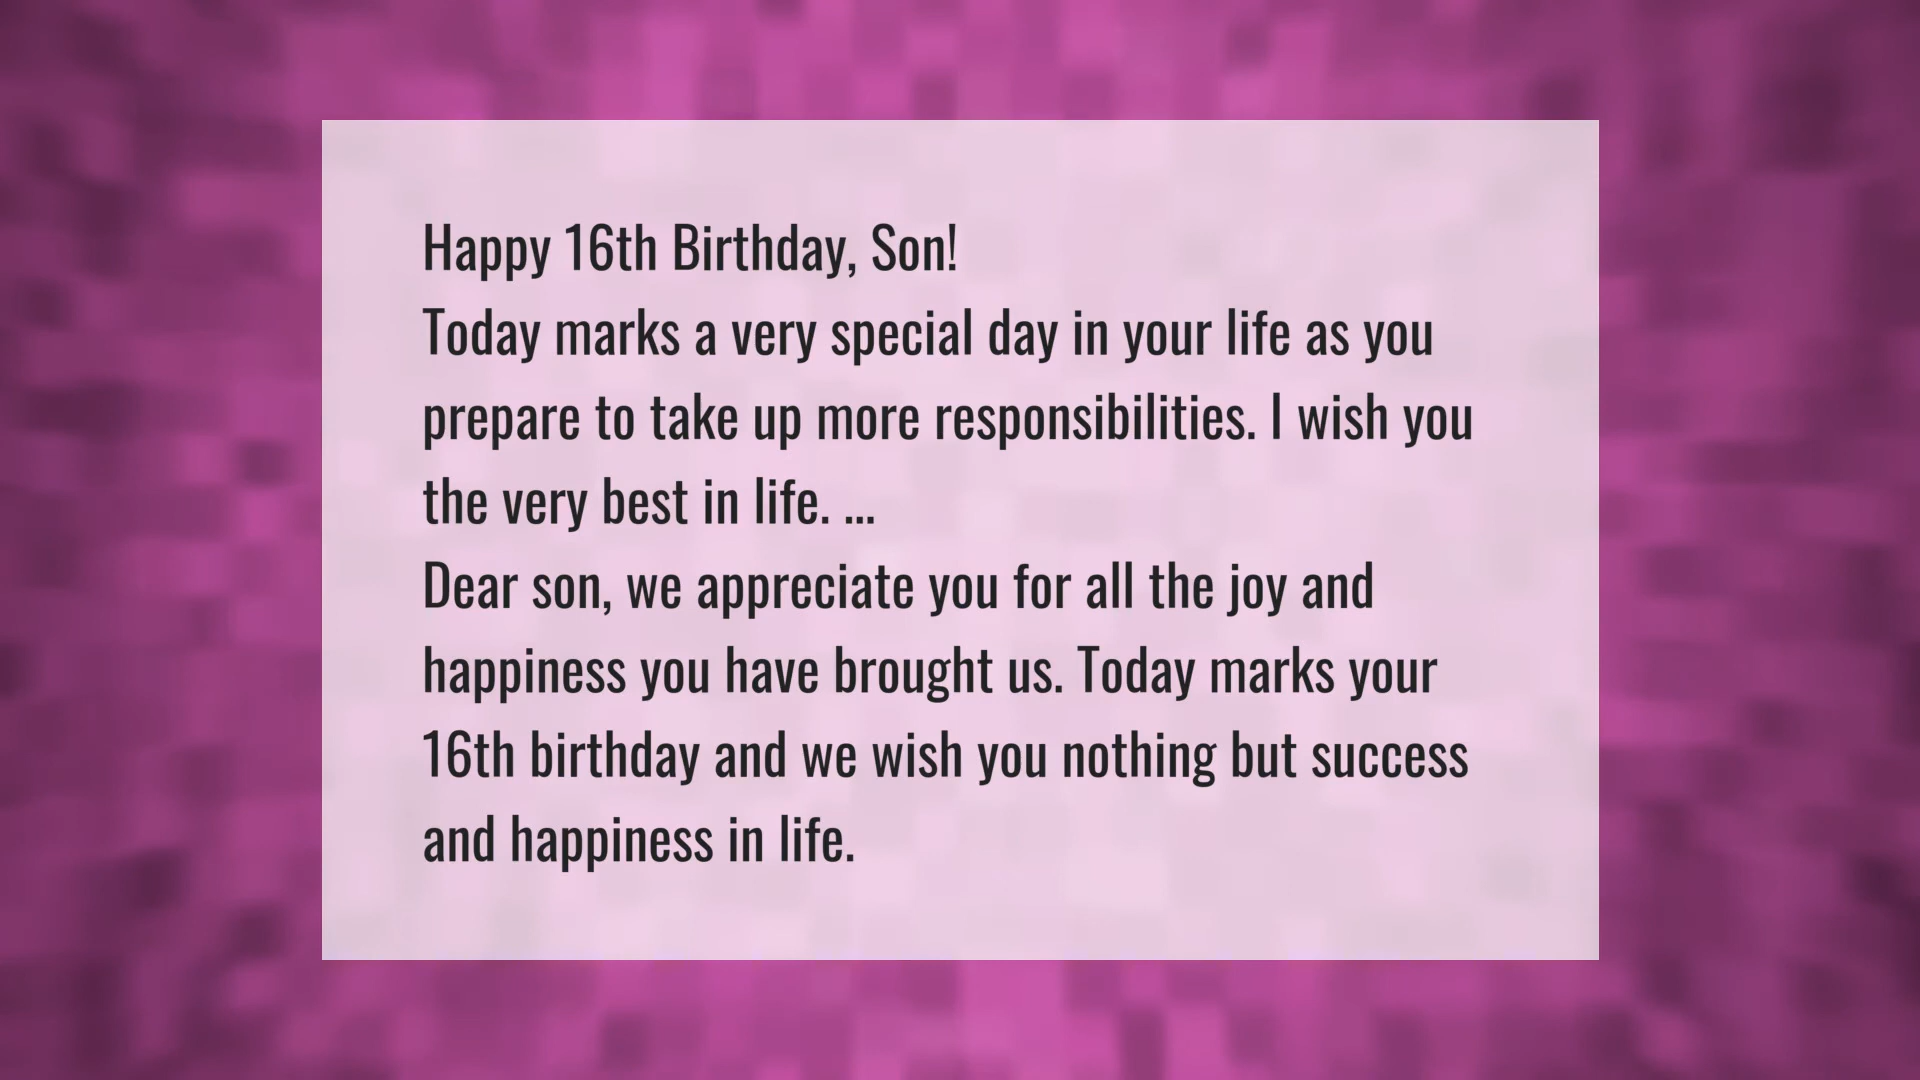 Happy 16th Birthday, Son!
Today marks a very special day in your life as you
prepare to take up more responsibilities. I wish you
the very best in life. ...
Dear son, we appreciate you for all the joy and
happiness you have brought us. Today marks your
16th birthday and we wish you nothing but success
and happiness in life.